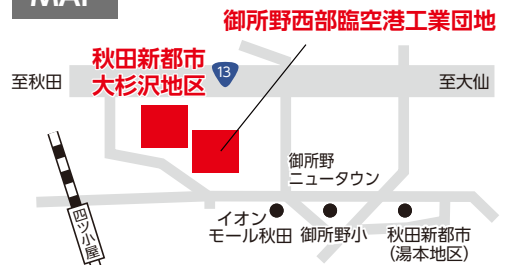 MAP
御所野西部臨空港工業団地
秋田新都市
大杉沢地区
13
至秋田
至大仙
御所野
ニュータウン
四ツ小屋
イオン
モール秋田
御所野小
秋田新都市
(湯本地区)